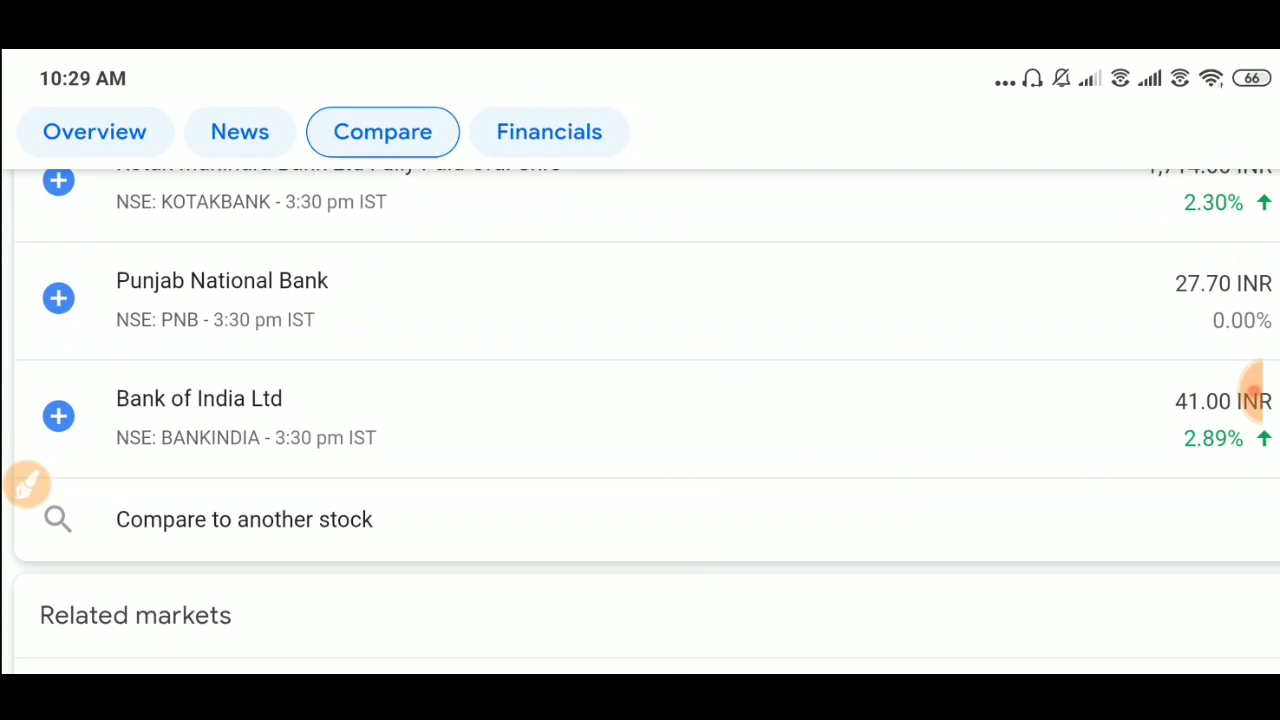 10:29 AM
66
Overview News Compare Financials
NSE: KOTAKBANK - 3:30 pm IST
2.30%
Punjab National Bank
27.70 INR
NSE: PNB - 3:30 pm IST
0.00%
Bank of India Ltd
41.00 INR
NSE: BANKINDIA - 3:30 pm IST
2.89%
Compare to another stock
Related markets